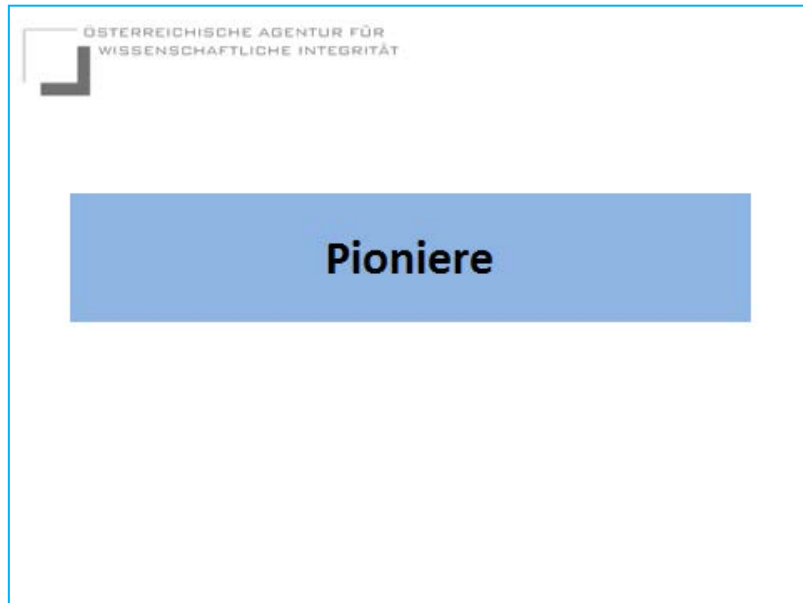 ÖSTERREICHISCHE AGENTUR FÜR
WISSENSCHAFTLICHE INTEGRITÄT
Pioniere